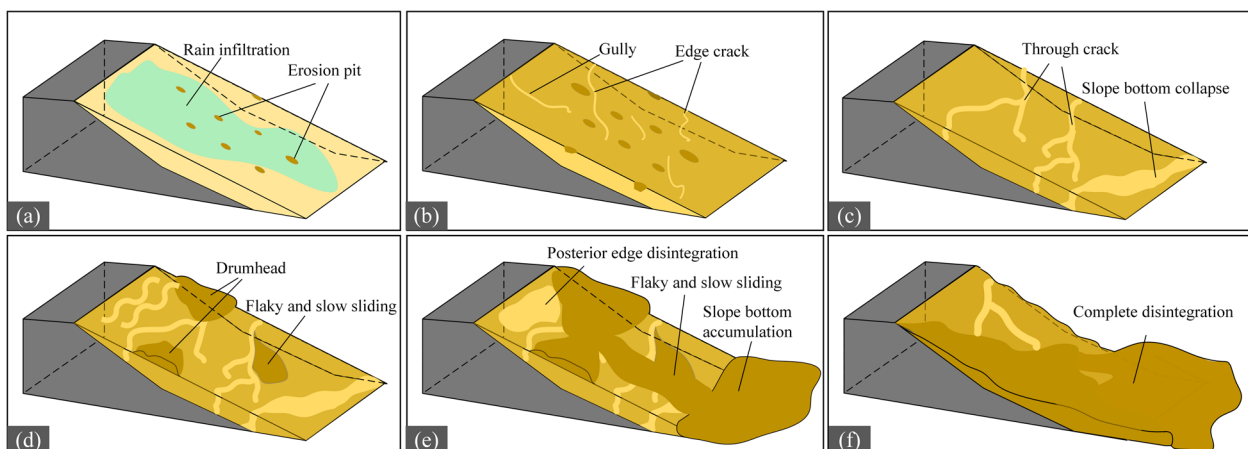 Rain infiltration
Erosion pit
(a)
Gully
Edge crack
(b)
Through crack
Slope bottom collapse
(c)
Drumhead
Flaky and slow sliding
(d)
Posterior edge disintegration
Flaky and slow sliding
Slope bottom
accumulation
(e)
Complete disintegration
(f)